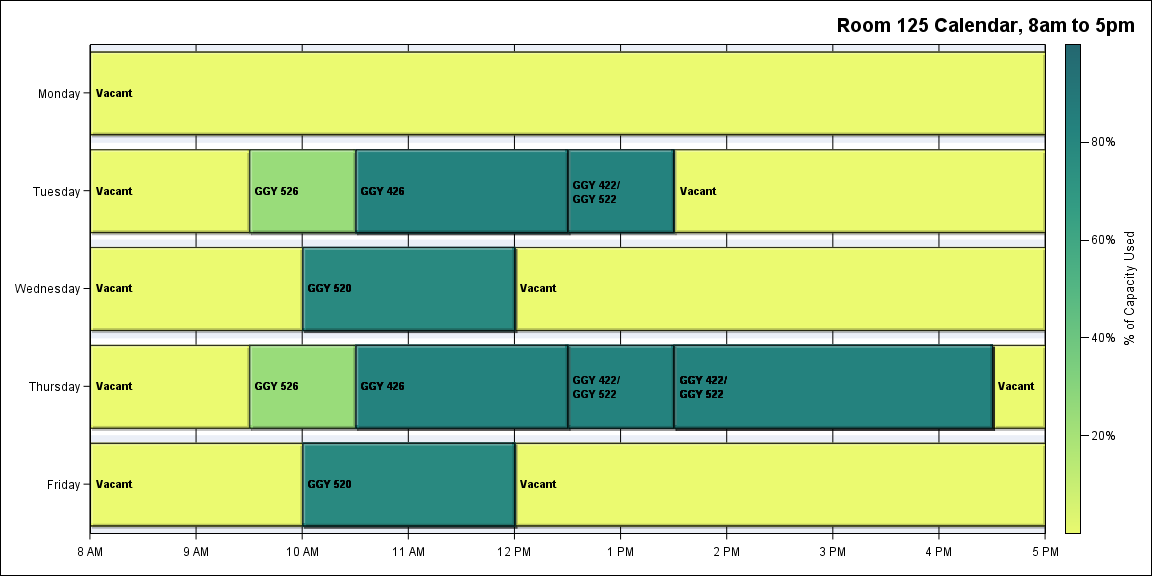 Room 125 Calendar, 8am to 5pm
Monday
Vacant
Tuesday
Vacant
GGY 526
GGY 426
GGY 422/
GGY 522
Vacant
Wednesday
Vacant
GGY 520
Vacant
Thursday
Vacant
GGY 526
GGY 426
GGY 422/
GGY 522
GGY 422/
GGY 522
Vacant
Friday
Vacant
GGY 520
Vacant
8 AM
9 AM
10 AM
11 AM
12 PM
1 PM
2 PM
3 PM
4 PM
5 PM
80%
60%
40%
20%
% of Capacity Used